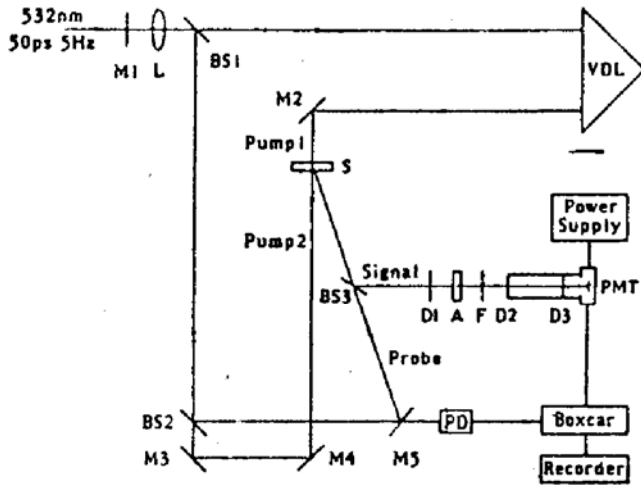 532nm
50ps 5Hz
M1
L
BS1
VDL
M2
Pump1
S
Pump2
Power
Supply
Signal
BS3
D1
A
F
D2
D3
PMT
Probe
BS2
PD
Boxcar
M3
M4
M5
Recorder